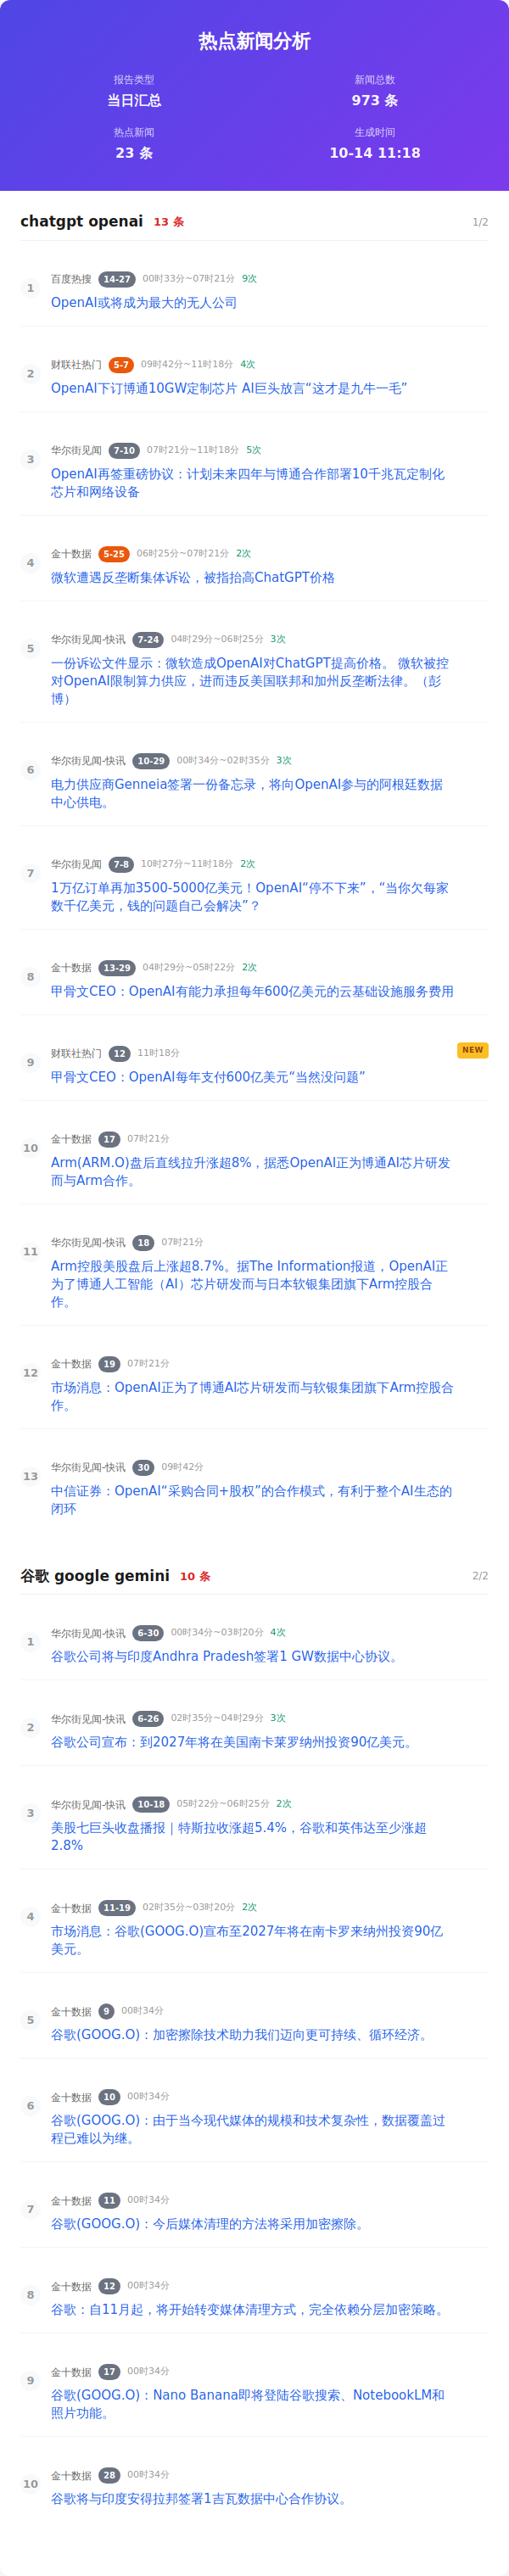 热点新闻分析
报告类型
新闻总数
当日汇总
973 条
热点新闻
生成时间
23 条
10-14 11:18
chatgpt openai 13 条 1/2
1
百度热搜 14-27 00时33分~07时21分 9次
OpenAI或将成为最大的无人公司
2
财联社热门 5-7 09时42分~11时18分 4次
OpenAI下订博通10GW定制芯片 AI巨头放言“这才是九牛一毛”
3
华尔街见闻 7-10 07时21分~11时18分 5次
OpenAI再签重磅协议：计划未来四年与博通合作部署10千兆瓦定制化
芯片和网络设备
4
金十数据 5-25 06时25分~07时21分 2次
微软遭遇反垄断集体诉讼，被指抬高ChatGPT价格
5
华尔街见闻-快讯 7-24 04时29分~06时25分 3次
一份诉讼文件显示：微软造成OpenAI对ChatGPT提高价格。 微软被控
对OpenAI限制算力供应，进而违反美国联邦和加州反垄断法律。（彭
博）
6
华尔街见闻-快讯 10-29 00时34分~02时35分 3次
电力供应商Genneia签署一份备忘录，将向OpenAI参与的阿根廷数据
中心供电。
7
华尔街见闻 7-8 10时27分~11时18分 2次
1万亿订单再加3500-5000亿美元！OpenAI“停不下来”，“当你欠每家
数千亿美元，钱的问题自己会解决”？
8
金十数据 13-29 04时29分~05时22分 2次
甲骨文CEO：OpenAI有能力承担每年600亿美元的云基础设施服务费用
9
财联社热门 12 11时18分 NEW
甲骨文CEO：OpenAI每年支付600亿美元“当然没问题”
10
金十数据 17 07时21分
Arm(ARM.O)盘后直线拉升涨超8%，据悉OpenAI正为博通AI芯片研发
而与Arm合作。
11
华尔街见闻-快讯 18 07时21分
Arm控股美股盘后上涨超8.7%。据The Information报道，OpenAI正
为了博通人工智能（AI）芯片研发而与日本软银集团旗下Arm控股合
作。
12
金十数据 19 07时21分
市场消息：OpenAI正为了博通AI芯片研发而与软银集团旗下Arm控股合
作。
13
华尔街见闻-快讯 30 09时42分
中信证券：OpenAI“采购合同+股权”的合作模式，有利于整个AI生态的
闭环
谷歌 google gemini 10 条 2/2
1
华尔街见闻-快讯 6-30 00时34分~03时20分 4次
谷歌公司将与印度Andhra Pradesh签署1 GW数据中心协议。
2
华尔街见闻-快讯 6-26 02时35分~04时29分 3次
谷歌公司宣布：到2027年将在美国南卡莱罗纳州投资90亿美元。
3
华尔街见闻-快讯 10-18 05时22分~06时25分 2次
美股七巨头收盘播报｜特斯拉收涨超5.4%，谷歌和英伟达至少涨超
2.8%
4
金十数据 11-19 02时35分~03时20分 2次
市场消息：谷歌(GOOG.O)宣布至2027年将在南卡罗来纳州投资90亿
美元。
5
金十数据 9 00时34分
谷歌(GOOG.O)：加密擦除技术助力我们迈向更可持续、循环经济。
6
金十数据 10 00时34分
谷歌(GOOG.O)：由于当今现代媒体的规模和技术复杂性，数据覆盖过
程已难以为继。
7
金十数据 11 00时34分
谷歌(GOOG.O)：今后媒体清理的方法将采用加密擦除。
8
金十数据 12 00时34分
谷歌：自11月起，将开始转变媒体清理方式，完全依赖分层加密策略。
9
金十数据 17 00时34分
谷歌(GOOG.O)：Nano Banana即将登陆谷歌搜索、NotebookLM和
照片功能。
10
金十数据 28 00时34分
谷歌将与印度安得拉邦签署1吉瓦数据中心合作协议。